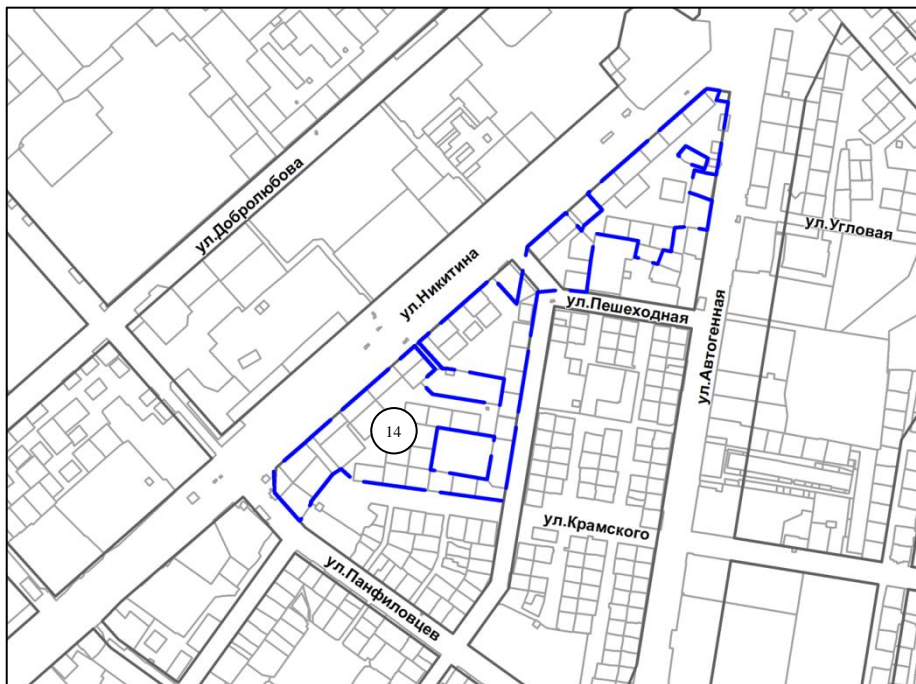 ул.Добролюбова
ул.Угловая
ул.Никитина
ул.Пешеходная
ул.Автогенная
14
ул.Крамского
ул.Панфиловцев